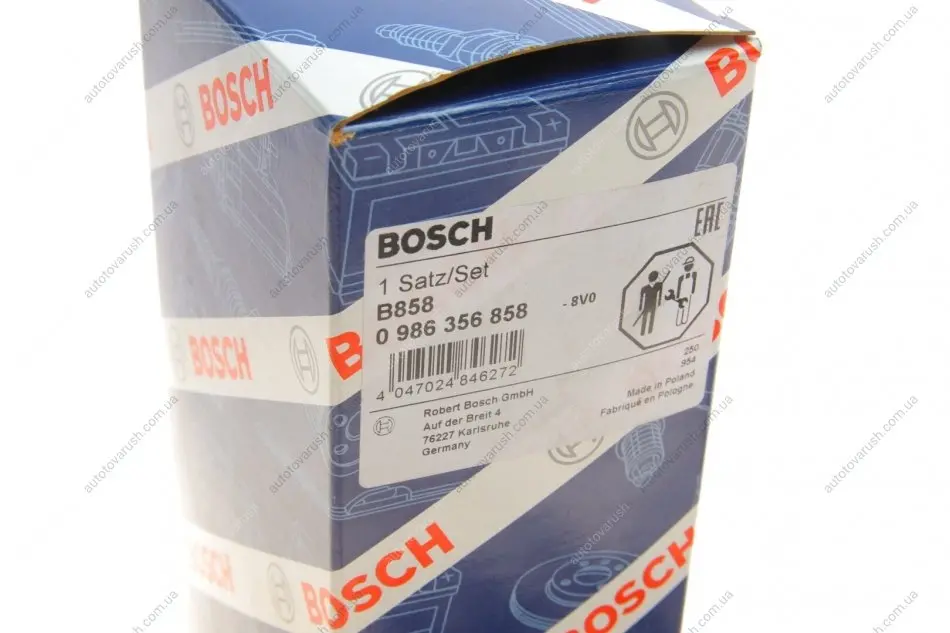 BOSCH
BOSCH
BOSCH
EAC
1 Satz/Set
B858
- 8V0
0 986 356 858
250
954
4 047024 846272
Made in Poland
Fabriqué en Pologne
Robert Bosch GmbH
Auf der Breit 4
76227 Karlsruhe
Germany
BOSCH
BOSCH
BOSCH
BOSCH
autotovarush.com.ua